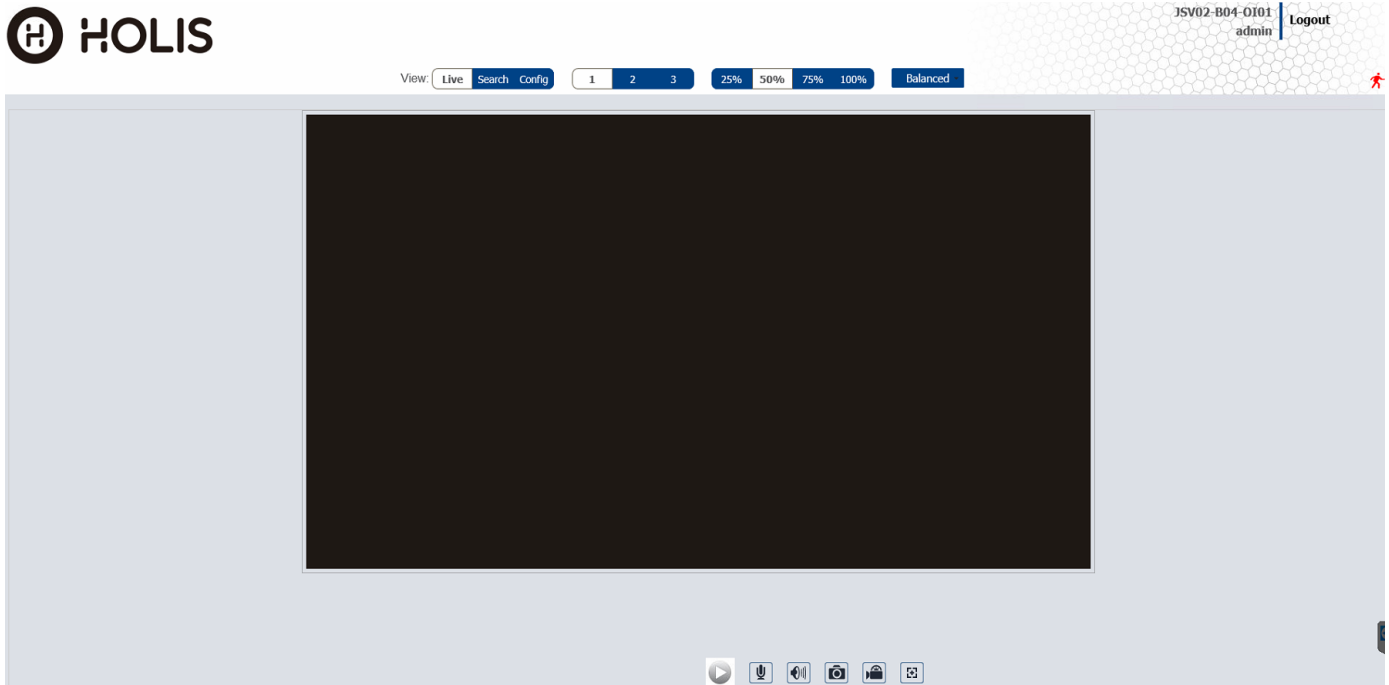 H HOLIS
JSV02-B04-OI01
admin
Logout
View: Live Search Config 1 2 3 25% 50% 75% 100% Balanced